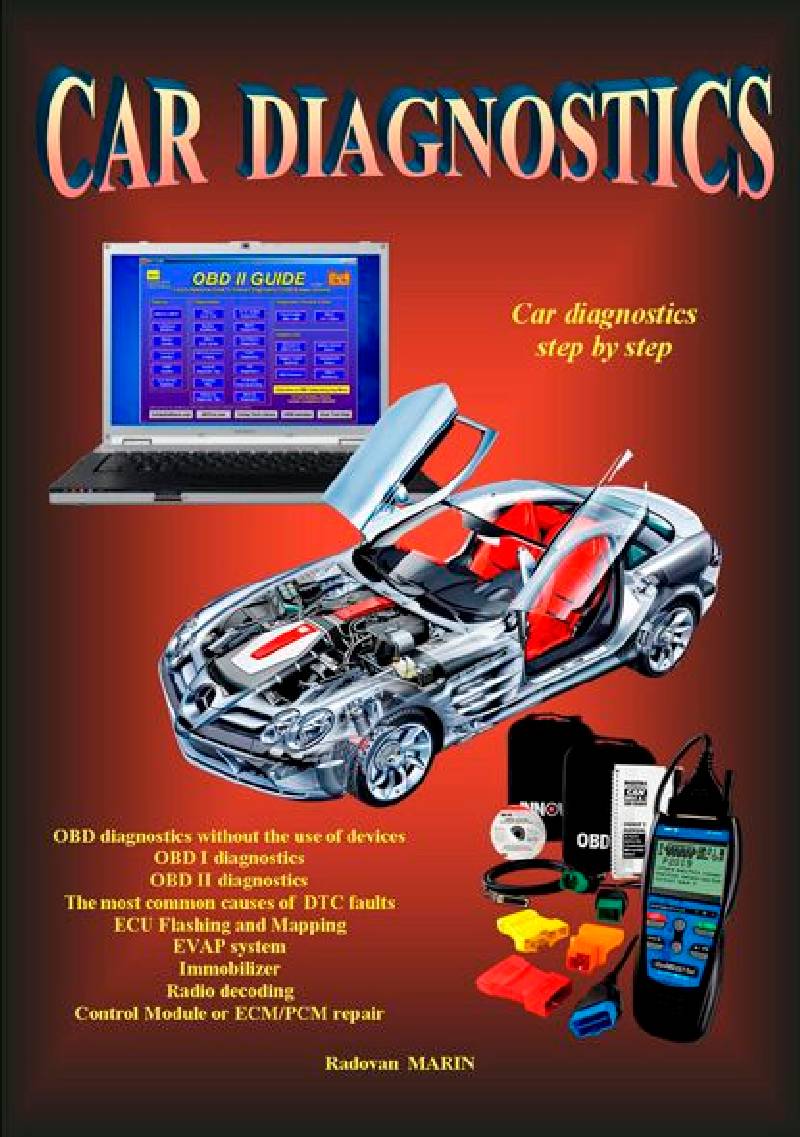 CAR DIAGNOSTICS
OBD II GUIDE
Car diagnostics
step by step
INNO
OBD
OBD diagnostics without the use of devices
OBD I diagnostics
OBD II diagnostics
The most common causes of DTC faults
ECU Flashing and Mapping
EVAP system
Immobilizer
Radio decoding
Control Module or ECM/PCM repair
Radovan MARIN